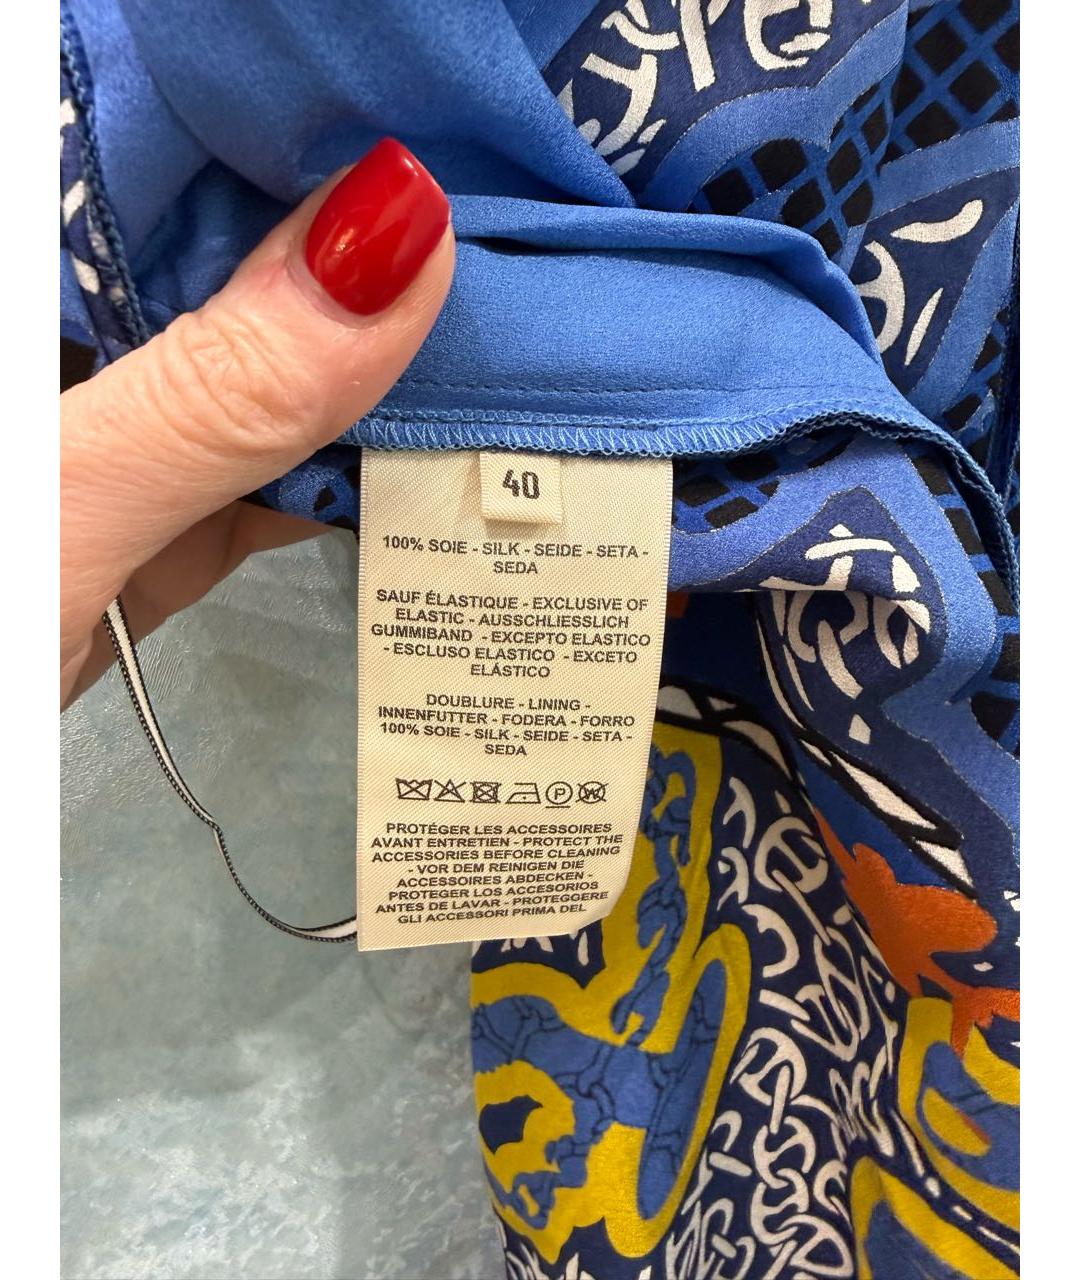 40
100% SOIE - SILK - SEIDE - SETA -
SEDA
SAUF ÉLASTIQUE - EXCLUSIVE OF
ELASTIC - AUSSCHLIESSLICH
GUMMIBAND - EXCEPTO ELASTICO
- ESCLUSO ELASTICO - EXCETO
ELÁSTICO
DOUBLURE - LINING -
INNENFUTTER - FODERA - FORRO
100% SOIE - SILK - SEIDE - SETA -
SEDA
P W
PROTÉGER LES ACCESSOIRES
AVANT ENTRETIEN - PROTECT THE
ACCESSORIES BEFORE CLEANING
- VOR DEM REINIGEN DIE
ACCESSOIRES ABDECKEN -
PROTEGER LOS ACCESORIOS
ANTES DE LAVAR - PROTEGGERE
GLI ACCESSORI PRIMA DEL